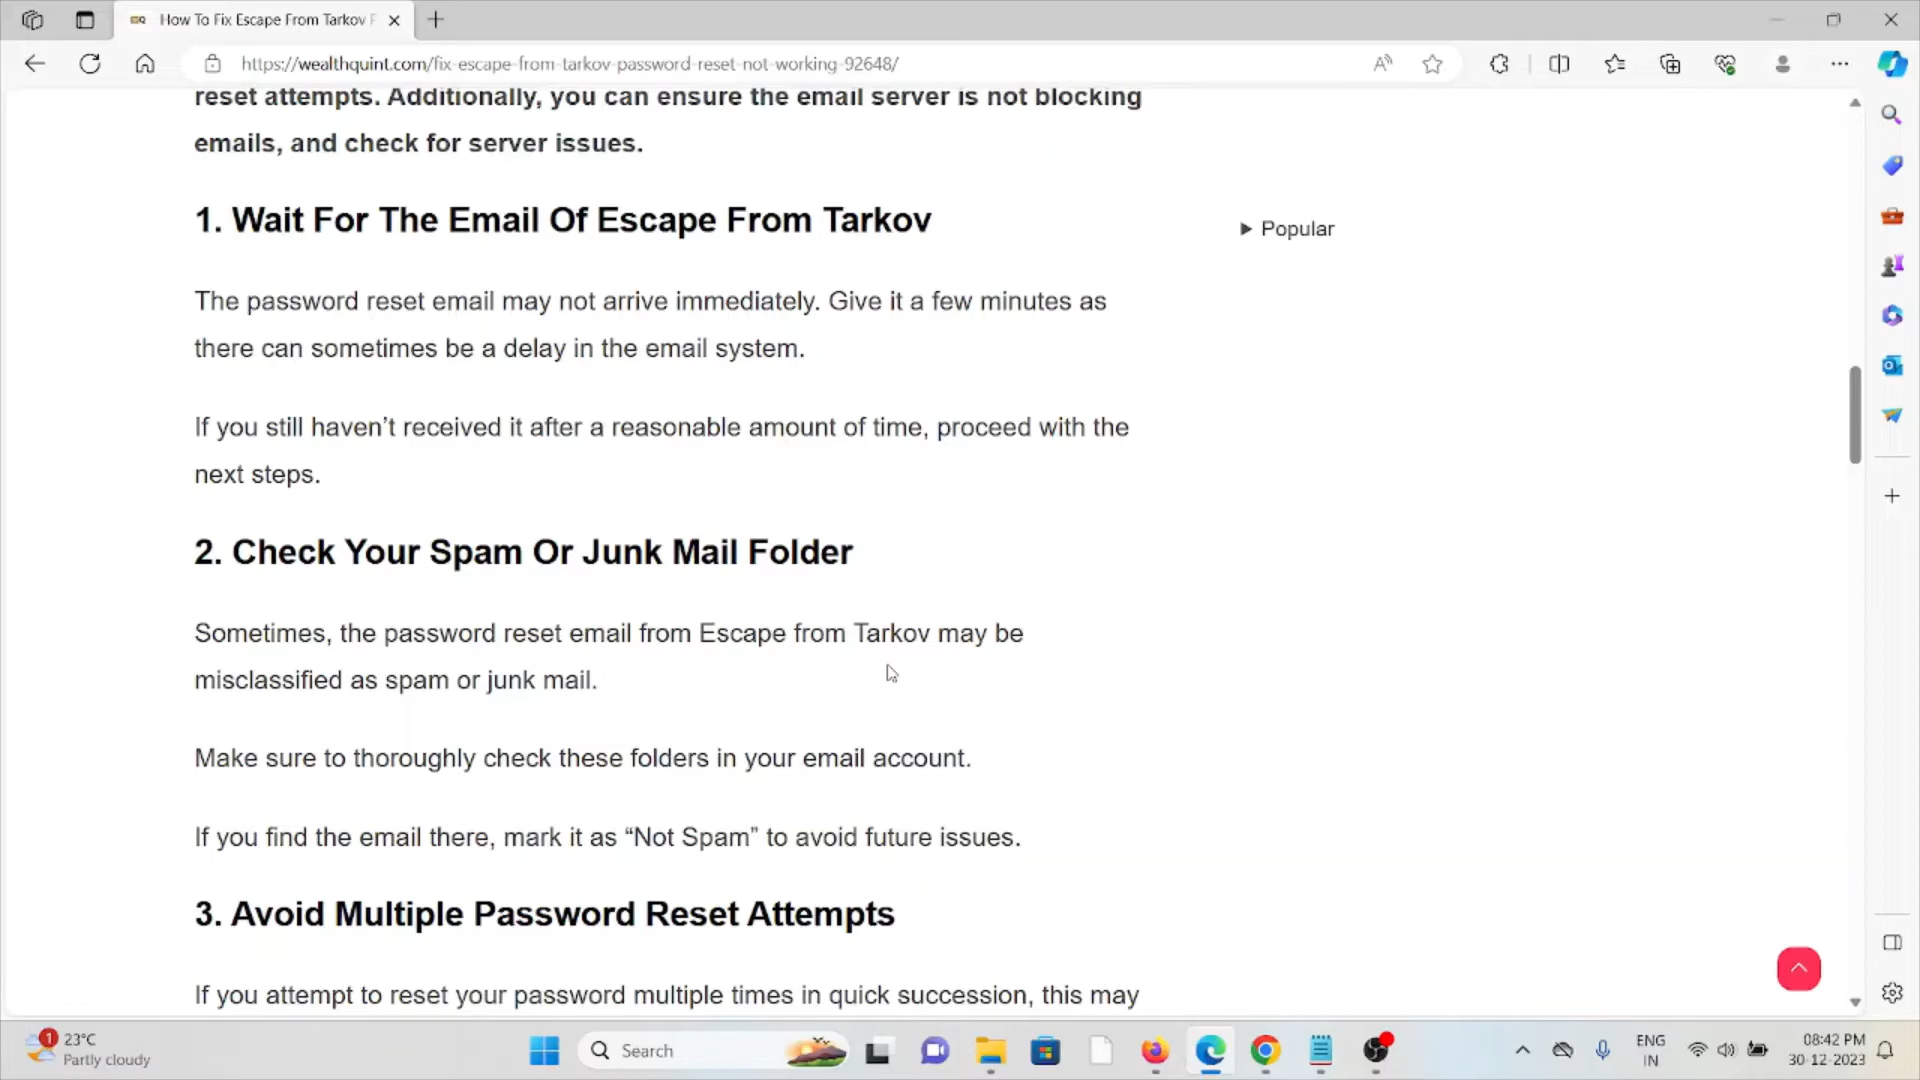 How To Fix Escape From Tarkov
https://wealthquint.com/fix-escape-from-tarkov-password-reset-not-working-92648/
reset attempts. Additionally, you can ensure the email server is not blocking
emails, and check for server issues.
1. Wait For The Email Of Escape From Tarkov
Popular
The password reset email may not arrive immediately. Give it a few minutes as
there can sometimes be a delay in the email system.
If you still haven’t received it after a reasonable amount of time, proceed with the
next steps.
2. Check Your Spam Or Junk Mail Folder
Sometimes, the password reset email from Escape from Tarkov may be
misclassified as spam or junk mail.
Make sure to thoroughly check these folders in your email account.
If you find the email there, mark it as “Not Spam” to avoid future issues.
3. Avoid Multiple Password Reset Attempts
If you attempt to reset your password multiple times in quick succession, this may
1
23°C
Partly cloudy
Search
ENG
IN
08:42 PM
30-12-2023